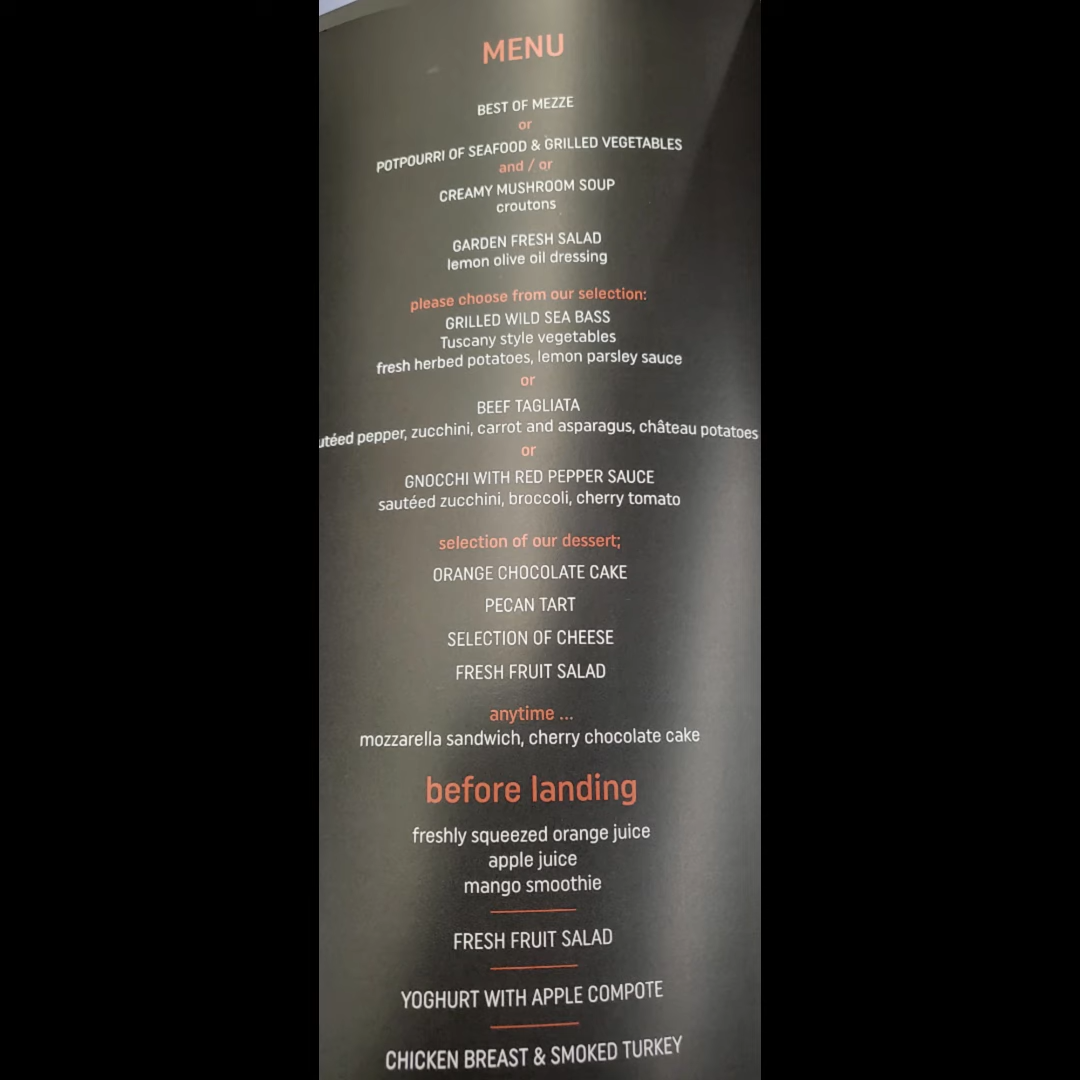 MENU
BEST OF MEZZE
or
POTPOURRI OF SEAFOOD & GRILLED VEGETABLES
and / or
CREAMY MUSHROOM SOUP
croutons
GARDEN FRESH SALAD
lemon olive oil dressing
please choose from our selection:
GRILLED WILD SEA BASS
Tuscany style vegetables
fresh herbed potatoes, lemon parsley sauce
or
BEEF TAGLIATA
pepper, zucchini, carrot and asparagus, château potatoes
or
GNOCCHI WITH RED PEPPER SAUCE
sautéed zucchini, broccoli, cherry tomato
selection of our dessert;
ORANGE CHOCOLATE CAKE
PECAN TART
SELECTION OF CHEESE
FRESH FRUIT SALAD
anytime ...
mozzarella sandwich, cherry chocolate cake
before landing
freshly squeezed orange juice
apple juice
mango smoothie
FRESH FRUIT SALAD
YOGHURT WITH APPLE COMPOTE
CHICKEN BREAST & SMOKED TURKEY